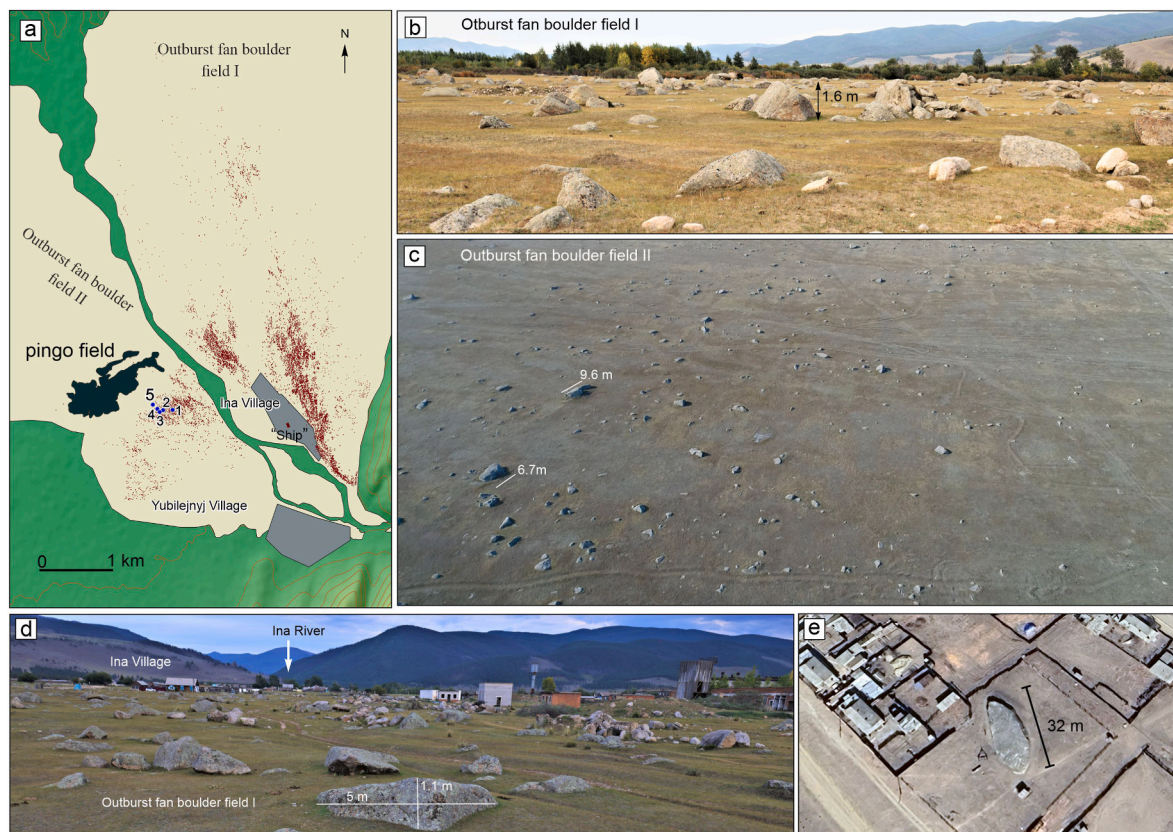 a
Outburst fan boulder
field I
N
Outburst fan boulder
field II
pingo field
5
2
1
4
3
Ina Village
"Ship"
Yubilejnyj Village
0 1 km
b
Otburst fan boulder field I
1.6 m
c
Outburst fan boulder field II
9.6 m
6.7m
d
Ina River
Ina Village
1.1 m
5 m
Outburst fan boulder field I
e
32 m